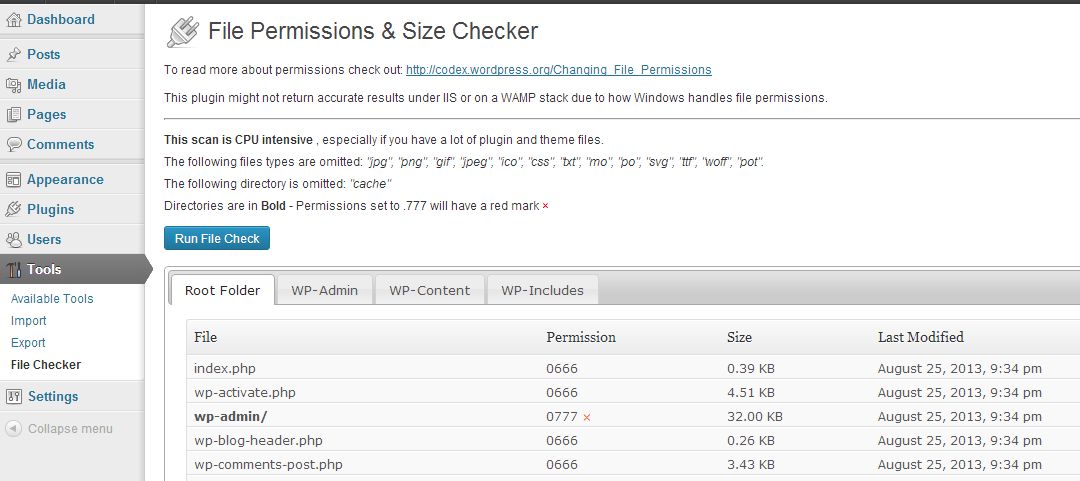 Dashboard
Posts
Media
Pages
Comments
Appearance
Plugins
Users
Tools
Available Tools
Import
Export
File Checker
Settings
Collapse menu
File Permissions & Size Checker
To read more about permissions check out: http://codex.wordpress.org/Changing_File_Permissions
This plugin might not return accurate results under IIS or on a WAMP stack due to how Windows handles file permissions.
This scan is CPU intensive , especially if you have a lot of plugin and theme files.
The following files types are omitted: "jpg", "png", "gif", "jpeg", "ico", "css", "txt", "mo", "po", "svg", "ttf", "woff", "pot".
The following directory is omitted: "cache"
Directories are in Bold - Permissions set to .777 will have a red mark ×
Run File Check
Root Folder WP-Admin WP-Content WP-Includes
File Permission Size Last Modified
index.php 0666 0.39 KB August 25, 2013, 9:34 pm
wp-activate.php 0666 4.51 KB August 25, 2013, 9:34 pm
wp-admin/ 0777 × 32.00 KB August 25, 2013, 9:34 pm
wp-blog-header.php 0666 0.26 KB August 25, 2013, 9:34 pm
wp-comments-post.php 0666 3.43 KB August 25, 2013, 9:34 pm